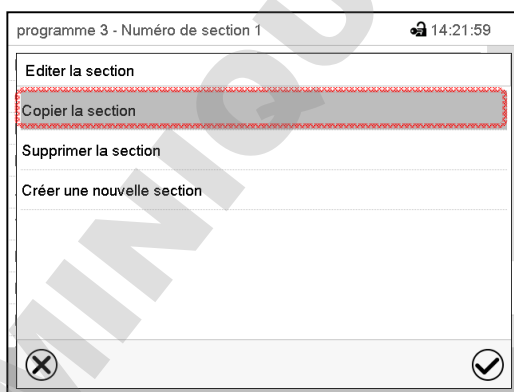 programme 3 - Numéro de section 1 14:21:59
Editer la section
Copier la section
Supprimer la section
Créer une nouvelle section
MINIQU